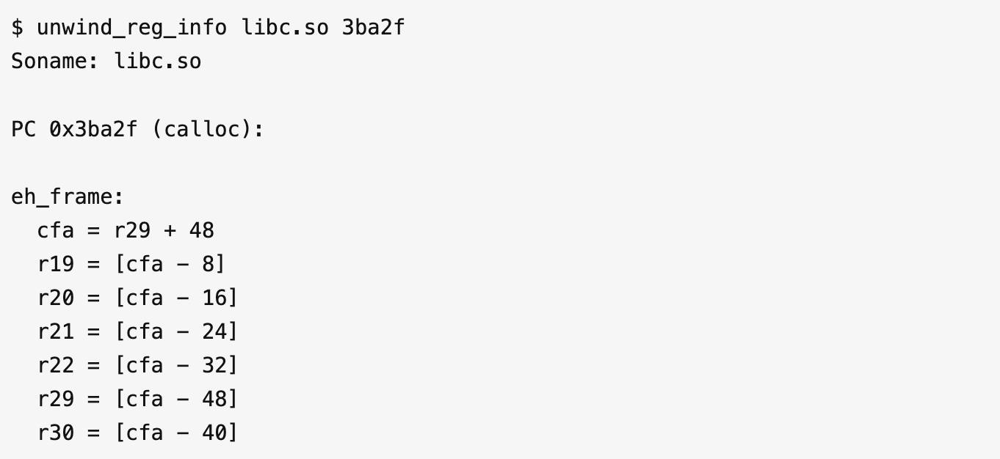 $ unwind_reg_info libc.so 3ba2f
Soname: libc.so
PC 0x3ba2f (calloc):
eh_frame:
cfa = r29 + 48
r19 = [cfa − 8]
r20 = [cfa − 16]
r21 = [cfa − 24]
r22 = [cfa − 32]
r29 = [cfa − 48]
r30 = [cfa − 40]